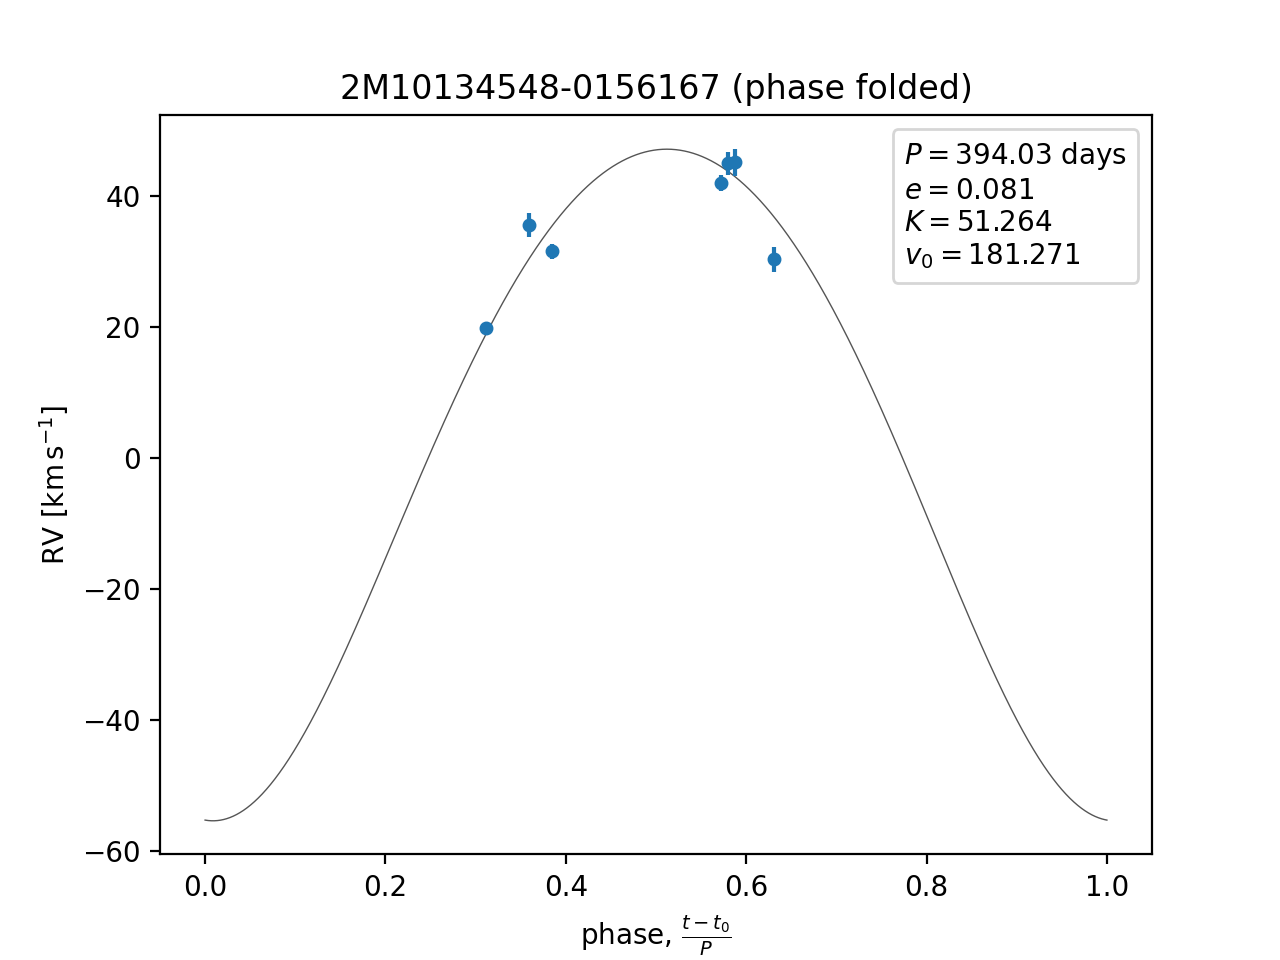 2M10134548-0156167 (phase folded)
P = 394.03 days
e = 0.081
K = 51.264
v₀ = 181.271
RV [km s⁻¹]
40
20
0
−20
−40
−60
0.0 0.2 0.4 0.6 0.8 1.0
phase, (t − t₀)/P